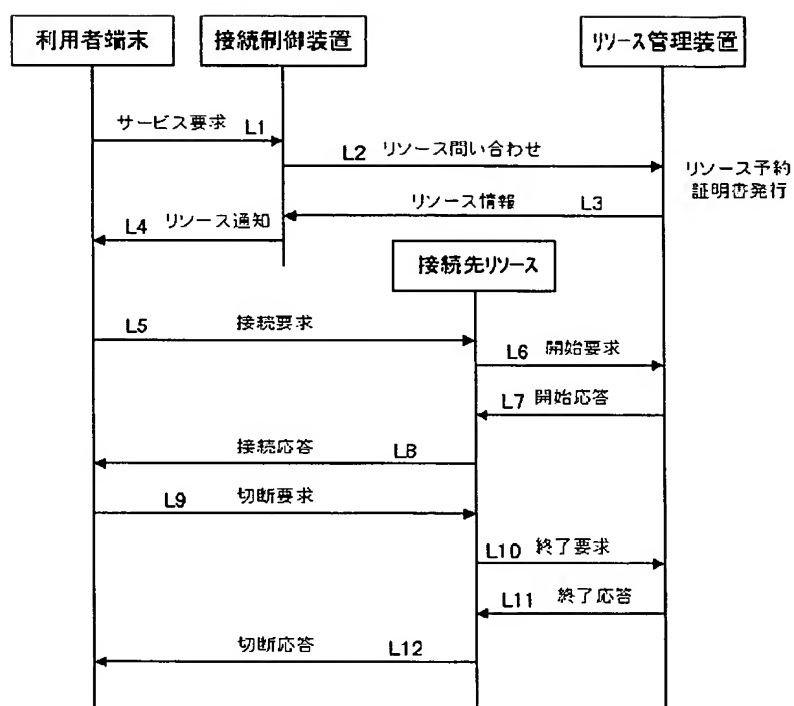 利用者端末
接続制御装置
リソース管理装置
サービス要求 L1
L2 リソース問い合わせ
リソース予約
証明書発行
リソース情報 L3
L4 リソース通知
接続先リソース
L5 接続要求
L6 開始要求
L7 開始応答
接続応答 L8
L9 切断要求
L10 終了要求
L11 終了応答
切断応答 L12